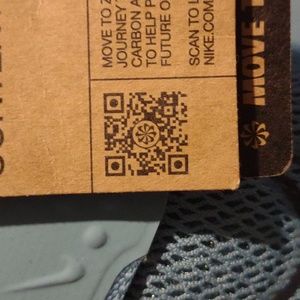 MOVE TO Z
JOURNEY
CARBON A
TO HELP P
FUTURE O
SCAN TO L
NIKE.COM
MOVE T